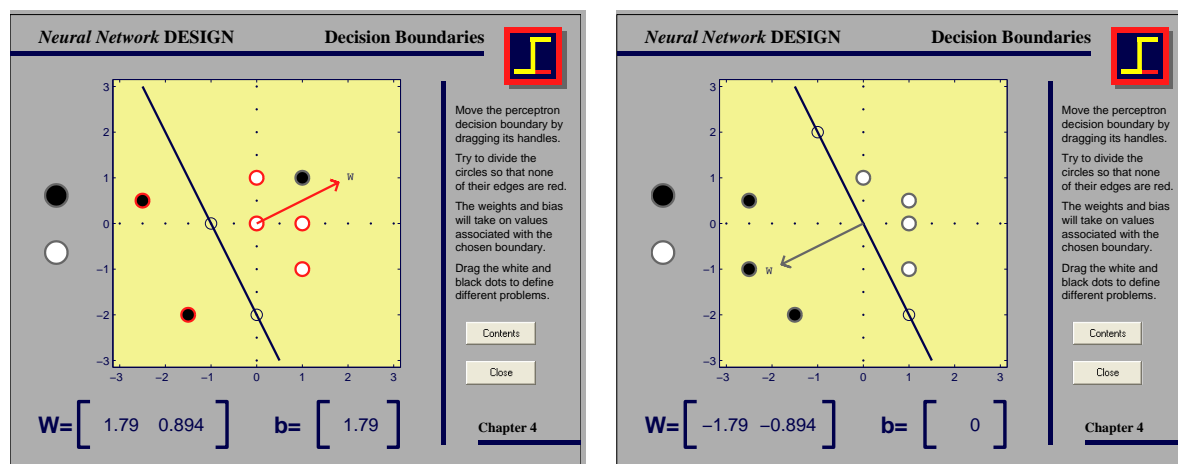 Neural Network DESIGN
Decision Boundaries
3
2
1
0
−1
−2
−3
−3 −2 −1 0 1 2 3
W
Move the perceptron
decision boundary by
dragging its handles.
Try to divide the
circles so that none
of their edges are red.
The weights and bias
will take on values
associated with the
chosen boundary.
Drag the white and
black dots to define
different problems.
Contents
Close
W= [ 1.79 0.894 ] b= [ 1.79 ]
Chapter 4
Neural Network DESIGN
Decision Boundaries
3
2
1
0
−1
−2
−3
−3 −2 −1 0 1 2 3
W
Move the perceptron
decision boundary by
dragging its handles.
Try to divide the
circles so that none
of their edges are red.
The weights and bias
will take on values
associated with the
chosen boundary.
Drag the white and
black dots to define
different problems.
Contents
Close
W= [ −1.79 −0.894 ] b= [ 0 ]
Chapter 4